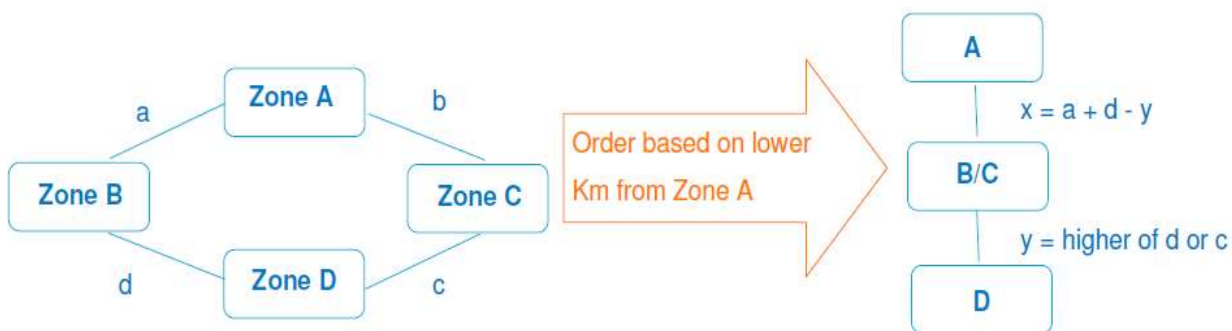 Zone A
a
b
Zone B
Zone C
d
Zone D
c
Order based on lower
Km from Zone A
A
x = a + d - y
B/C
y = higher of d or c
D